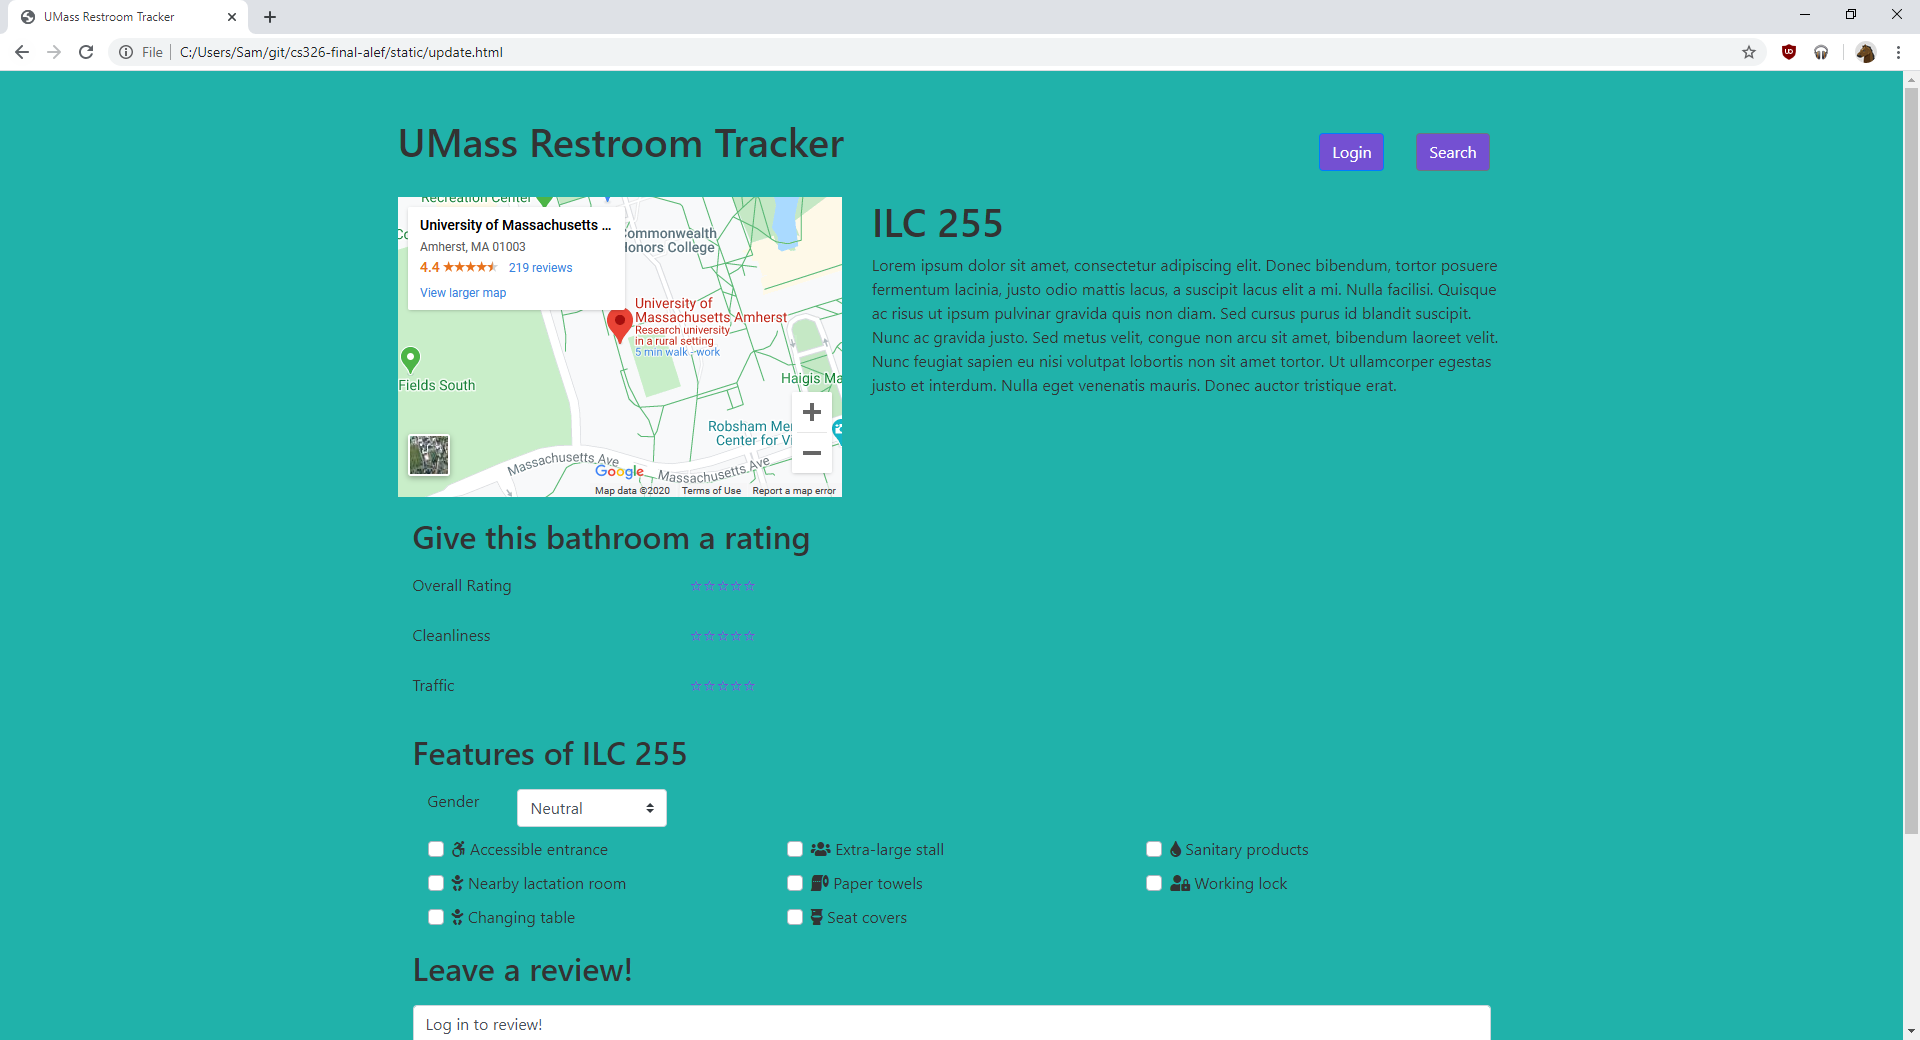 UMass Restroom Tracker
File
C:/Users/Sam/git/cs326-final-alef/static/update.html
UMass Restroom Tracker
Login
Search
Recreation Center
University of Massachusetts ...
Amherst, MA 01003
4.4
219 reviews
View larger map
Commonwealth
Honors College
University of
Massachusetts Amherst
Research university
in a rural setting
5 min walk - work
Fields South
Haigis Ma
Robsham Mer
Center for Vi
Massachusetts Ave
Massachusetts Ave
Google
Map data ©2020
Terms of Use
Report a map error
ILC 255
Lorem ipsum dolor sit amet, consectetur adipiscing elit. Donec bibendum, tortor posuere
fermentum lacinia, justo odio mattis lacus, a suscipit lacus elit a mi. Nulla facilisi. Quisque
ac risus ut ipsum pulvinar gravida quis non diam. Sed cursus purus id blandit suscipit.
Nunc ac gravida justo. Sed metus velit, congue non arcu sit amet, bibendum laoreet velit.
Nunc feugiat sapien eu nisi volutpat lobortis non sit amet tortor. Ut ullamcorper egestas
justo et interdum. Nulla eget venenatis mauris. Donec auctor tristique erat.
Give this bathroom a rating
Overall Rating ☆☆☆☆☆
Cleanliness ☆☆☆☆☆
Traffic ☆☆☆☆☆
Features of ILC 255
Gender
Neutral
Accessible entrance
Extra-large stall
Sanitary products
Nearby lactation room
Paper towels
Working lock
Changing table
Seat covers
Leave a review!
Log in to review!